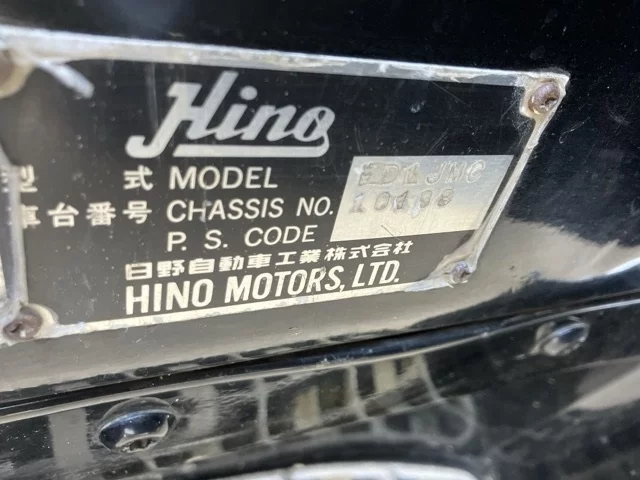 Hino
型 式 MODEL
車台番号 CHASSIS NO.
P. S. CODE
日野自動車工業株式会社
HINO MOTORS, LTD.